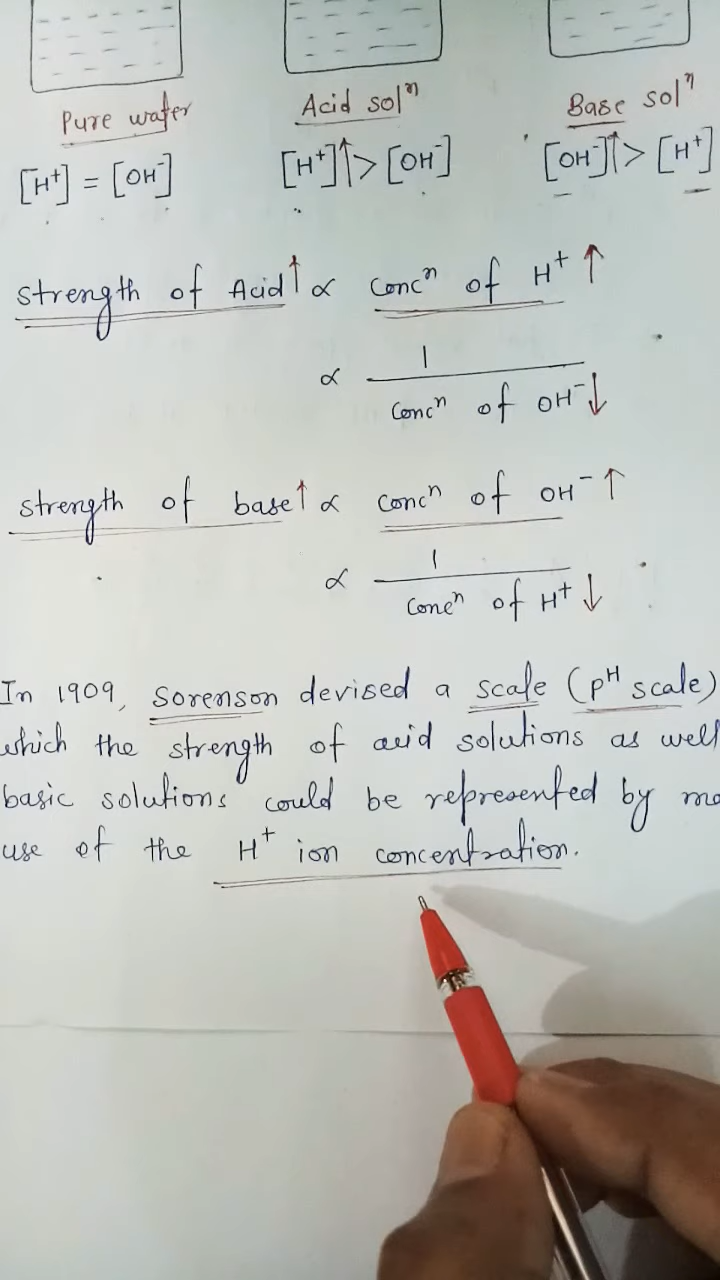 Pure water Acid solⁿ Base solⁿ
[H⁺] = [OH⁻] [H⁺]↑ > [OH⁻] [OH⁻]↑ > [H⁺]
Strength of Acid↑ ∝ Concⁿ of H⁺ ↑
∝ 1 / Concⁿ of OH⁻↓
Strength of base↑ ∝ Concⁿ of OH⁻ ↑
∝ 1 / Concⁿ of H⁺ ↓
In 1909, Sorenson devised a scale (pᴴ scale)
which the strength of acid solutions as well
basic solutions could be represented by
use of the H⁺ ion concentration.